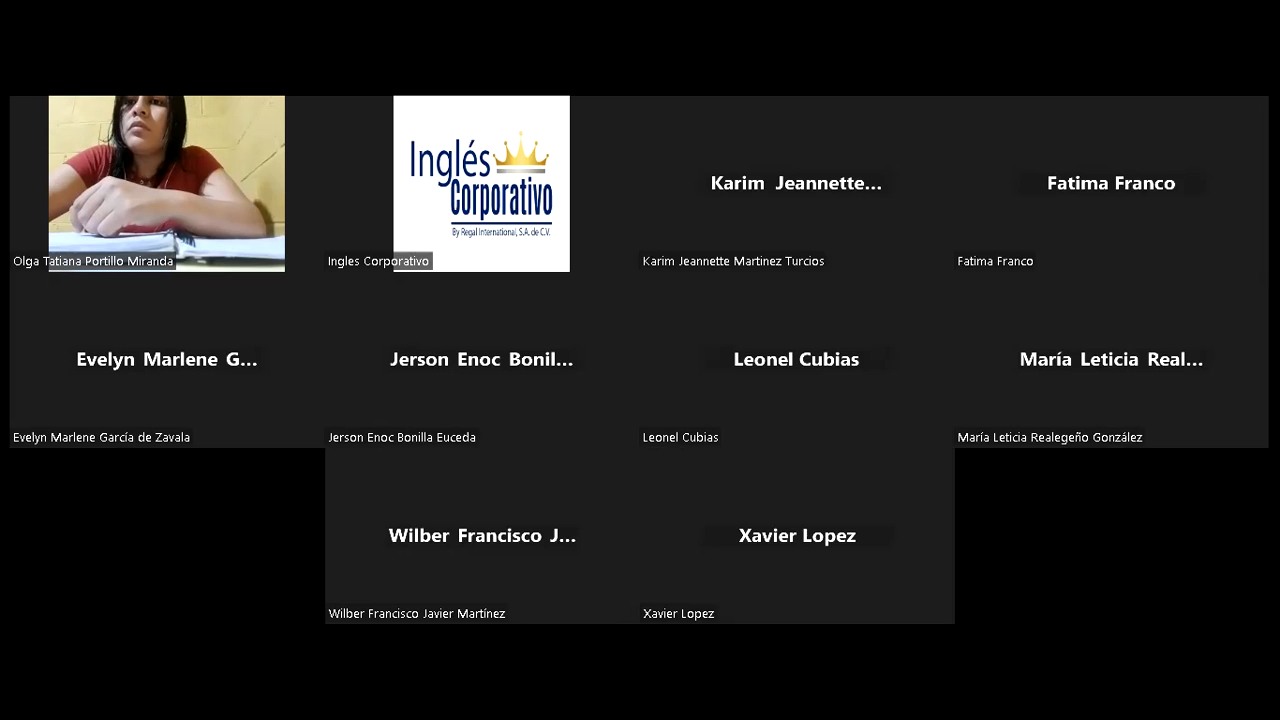 Inglés
Corporativo
By Regal International, S.A. de C.V.
Karim Jeannette...
Fatima Franco
Olga Tatiana Portillo Miranda
Ingles Corporativo
Karim Jeannette Martinez Turcios
Fatima Franco
Evelyn Marlene G...
Jerson Enoc Bonil...
Leonel Cubias
María Leticia Real...
Evelyn Marlene García de Zavala
Jerson Enoc Bonilla Euceda
Leonel Cubias
María Leticia Realegeño González
Wilber Francisco J...
Xavier Lopez
Wilber Francisco Javier Martínez
Xavier Lopez